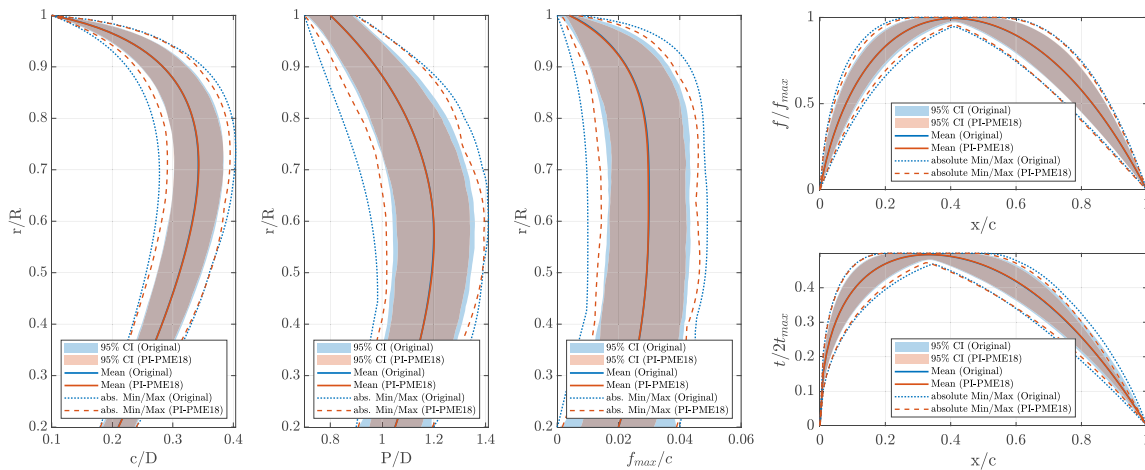 1
0.9
0.8
0.7
0.6
0.5
0.4
0.3
0.2
r/R
95% CI (Original)
95% CI (PI-PME18)
Mean (Original)
Mean (PI-PME18)
abs. Min/Max (Original)
abs. Min/Max (PI-PME18)
0.1
0.2
0.3
0.4
c/D
1
0.9
0.8
0.7
0.6
0.5
0.4
0.3
0.2
r/R
95% CI (Original)
95% CI (PI-PME18)
Mean (Original)
Mean (PI-PME18)
abs. Min/Max (Original)
abs. Min/Max (PI-PME18)
0.8
1
1.2
1.4
P/D
1
0.9
0.8
0.7
0.6
0.5
0.4
0.3
0.2
r/R
95% CI (Original)
95% CI (PI-PME18)
Mean (Original)
Mean (PI-PME18)
abs. Min/Max (Original)
abs. Min/Max (PI-PME18)
0
0.02
0.04
0.06
f_max/c
1
0.5
0
f/f_max
95% CI (Original)
95% CI (PI-PME18)
Mean (Original)
Mean (PI-PME18)
absolute Min/Max (Original)
absolute Min/Max (PI-PME18)
0
0.2
0.4
0.6
0.8
1
x/c
0.4
0.2
0
t/2t_max
95% CI (Original)
95% CI (PI-PME18)
Mean (Original)
Mean (PI-PME18)
absolute Min/Max (Original)
absolute Min/Max (PI-PME18)
0
0.2
0.4
0.6
0.8
1
x/c